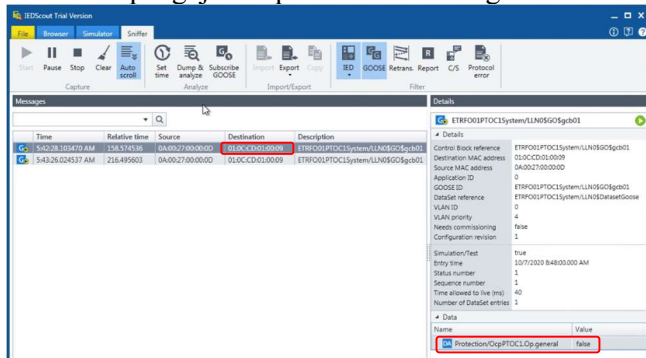 IEDScout Trial Version
File Browser Simulator Sniffer
Start Pause Stop Clear Auto scroll Set time Dump & analyze Subscribe GOOSE Import Export Copy IED GOOSE Retrans. Report C/S Protocol error
Capture Analyze Import/Export Filter
Messages
Time Relative time Source Destination Description
5:42:28.103470 AM 158.574536 0A:00:27:00:00:0D 01:0C:CD:01:00:09 ETRFO01PTOC1System/LLN0$GO$gcb01
5:43:26.024537 AM 216.495603 0A:00:27:00:00:0D 01:0C:CD:01:00:09 ETRFO01PTOC1System/LLN0$GO$gcb01
Details
ETRFO01PTOC1System/LLN0$GO$gcb01
Details
Control Block reference ETRFO01PTOC1System/LLN0$GO$gcb01
Destination MAC address 01:0C:CD:01:00:09
Source MAC address 0A:00:27:00:00:0D
Application ID 0
GOOSE ID ETRFO01PTOC1System/LLN0$GO$gcb01
DataSet reference ETRFO01PTOC1System/LLN0$DatasetGoose
VLAN ID 0
VLAN priority 4
Needs commissioning false
Configuration revision 1
Simulation/Test true
Entry time 10/7/2020 8:48:00.000 AM
Status number 1
Sequence number 1
Time allowed to live (ms) 40
Number of DataSet entries 1
Data
Name Value
DA Protection/OcpPTOC1.Op.general false